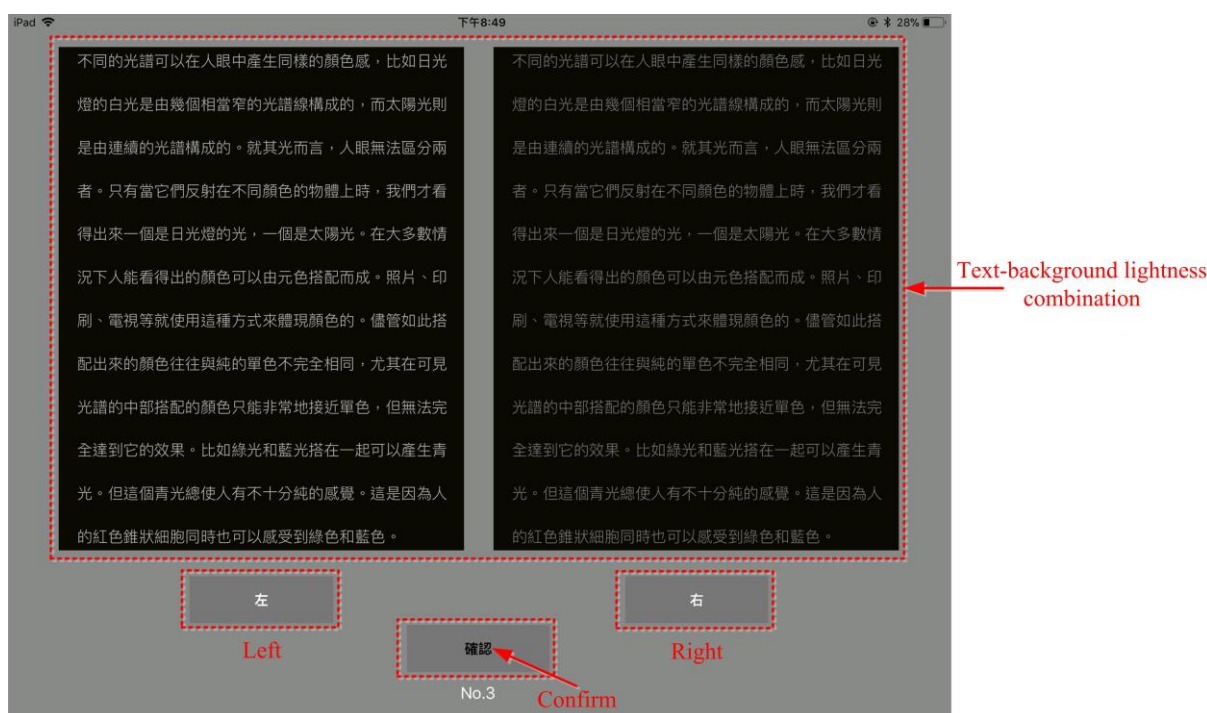 iPad 下午8:49 28%
不同的光譜可以在人眼中產生同樣的顏色感，比如日光
燈的白光是由幾個相當窄的光譜線構成的，而太陽光則
是由連續的光譜構成的。就其光而言，人眼無法區分兩
者。只有當它們反射在不同顏色的物體上時，我們才看
得出來一個是日光燈的光，一個是太陽光。在大多數情
況下人能看得出的顏色可以由元色搭配而成。照片、印
刷、電視等就使用這種方式來體現顏色的。儘管如此搭
配出來的顏色往往與純的單色不完全相同，尤其在可見
光譜的中部搭配的顏色只能非常地接近單色，但無法完
全達到它的效果。比如綠光和藍光搭在一起可以產生青
光。但這個青光總使人有不十分純的感覺。這是因為人
的紅色錐狀細胞同時也可以感受到綠色和藍色。
不同的光譜可以在人眼中產生同樣的顏色感，比如日光
燈的白光是由幾個相當窄的光譜線構成的，而太陽光則
是由連續的光譜構成的。就其光而言，人眼無法區分兩
者。只有當它們反射在不同顏色的物體上時，我們才看
得出來一個是日光燈的光，一個是太陽光。在大多數情
況下人能看得出的顏色可以由元色搭配而成。照片、印
刷、電視等就使用這種方式來體現顏色的。儘管如此搭
配出來的顏色往往與純的單色不完全相同，尤其在可見
光譜的中部搭配的顏色只能非常地接近單色，但無法完
全達到它的效果。比如綠光和藍光搭在一起可以產生青
光。但這個青光總使人有不十分純的感覺。這是因為人
的紅色錐狀細胞同時也可以感受到綠色和藍色。
Text-background lightness
combination
左
右
Left
確認
Right
No.3
Confirm